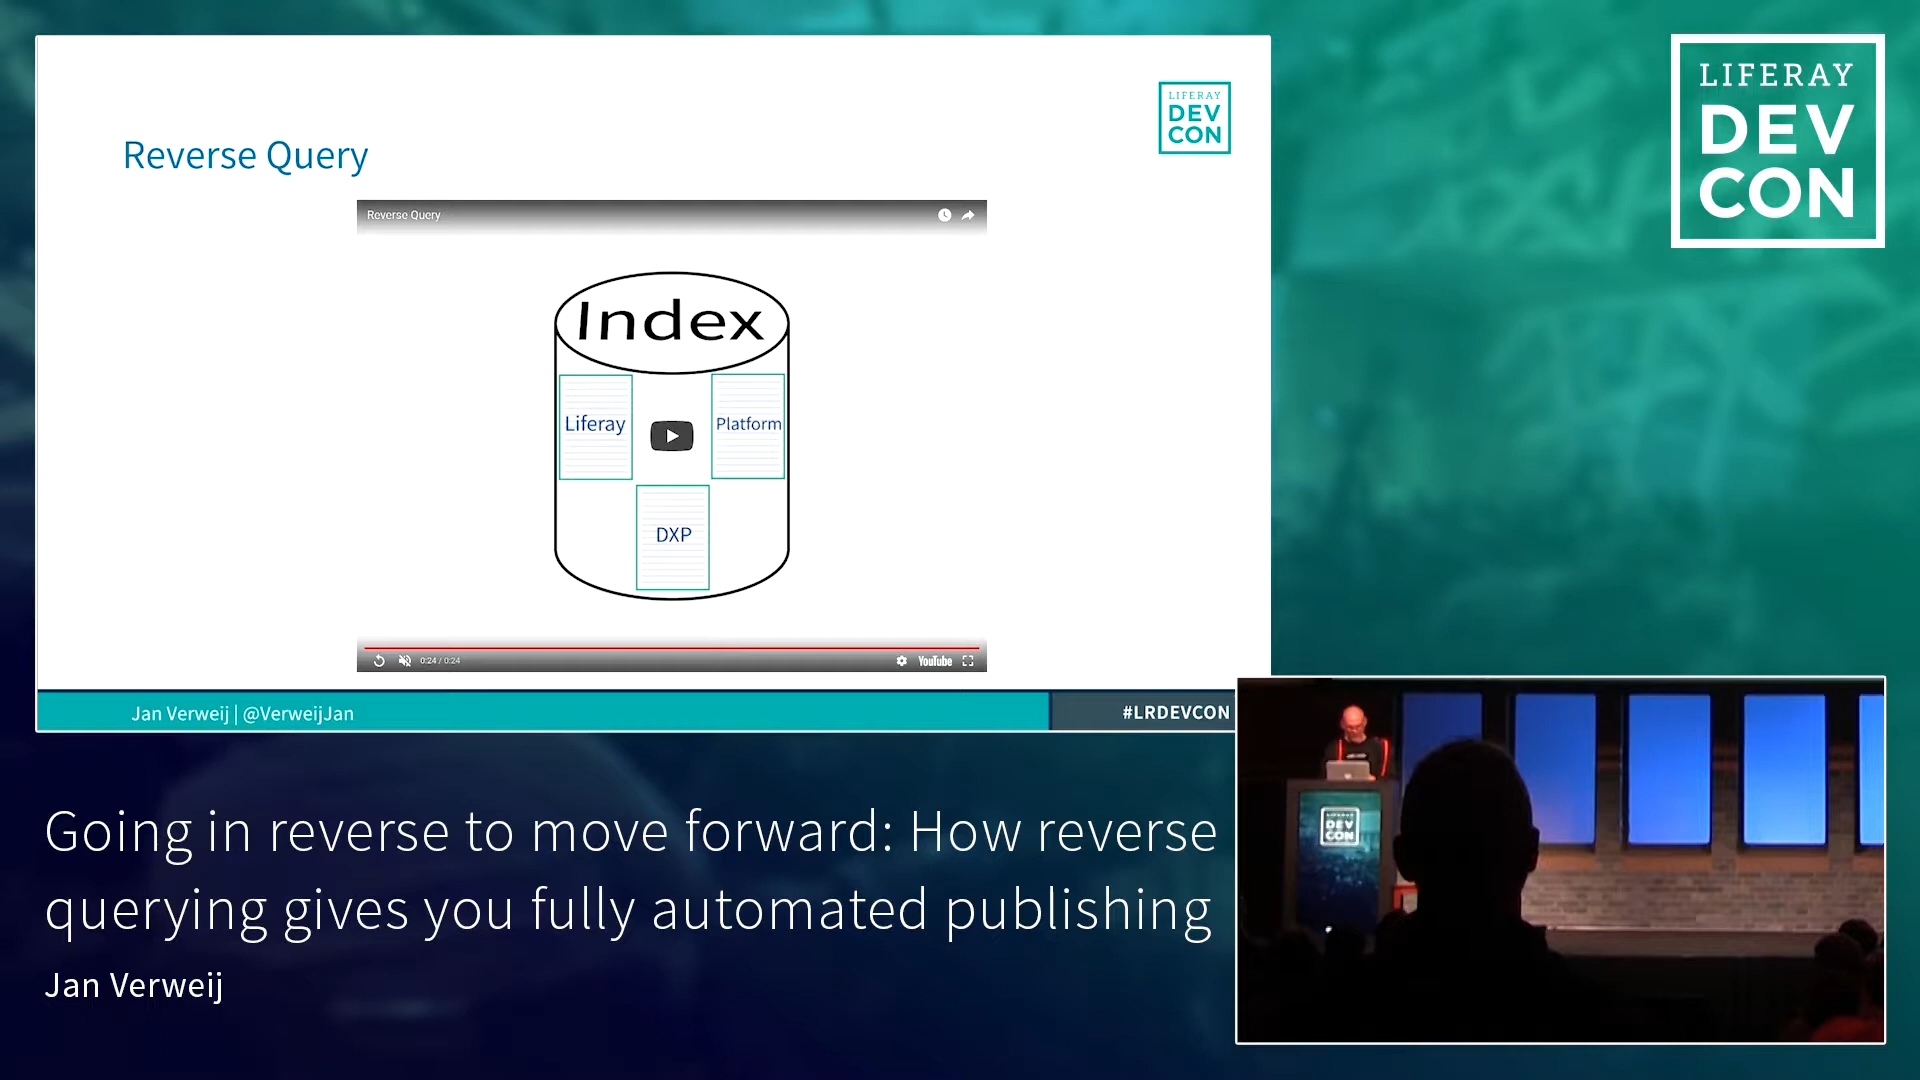 LIFERAY
DEV
CON
Reverse Query
LIFERAY
DEV
CON
Reverse Query
Index
Liferay
Platform
DXP
0:24 / 0:24
YouTube
Jan Verweij | @VerweijJan
#LRDEVCON
DEV
CON
Going in reverse to move forward: How reverse
querying gives you fully automated publishing
Jan Verweij